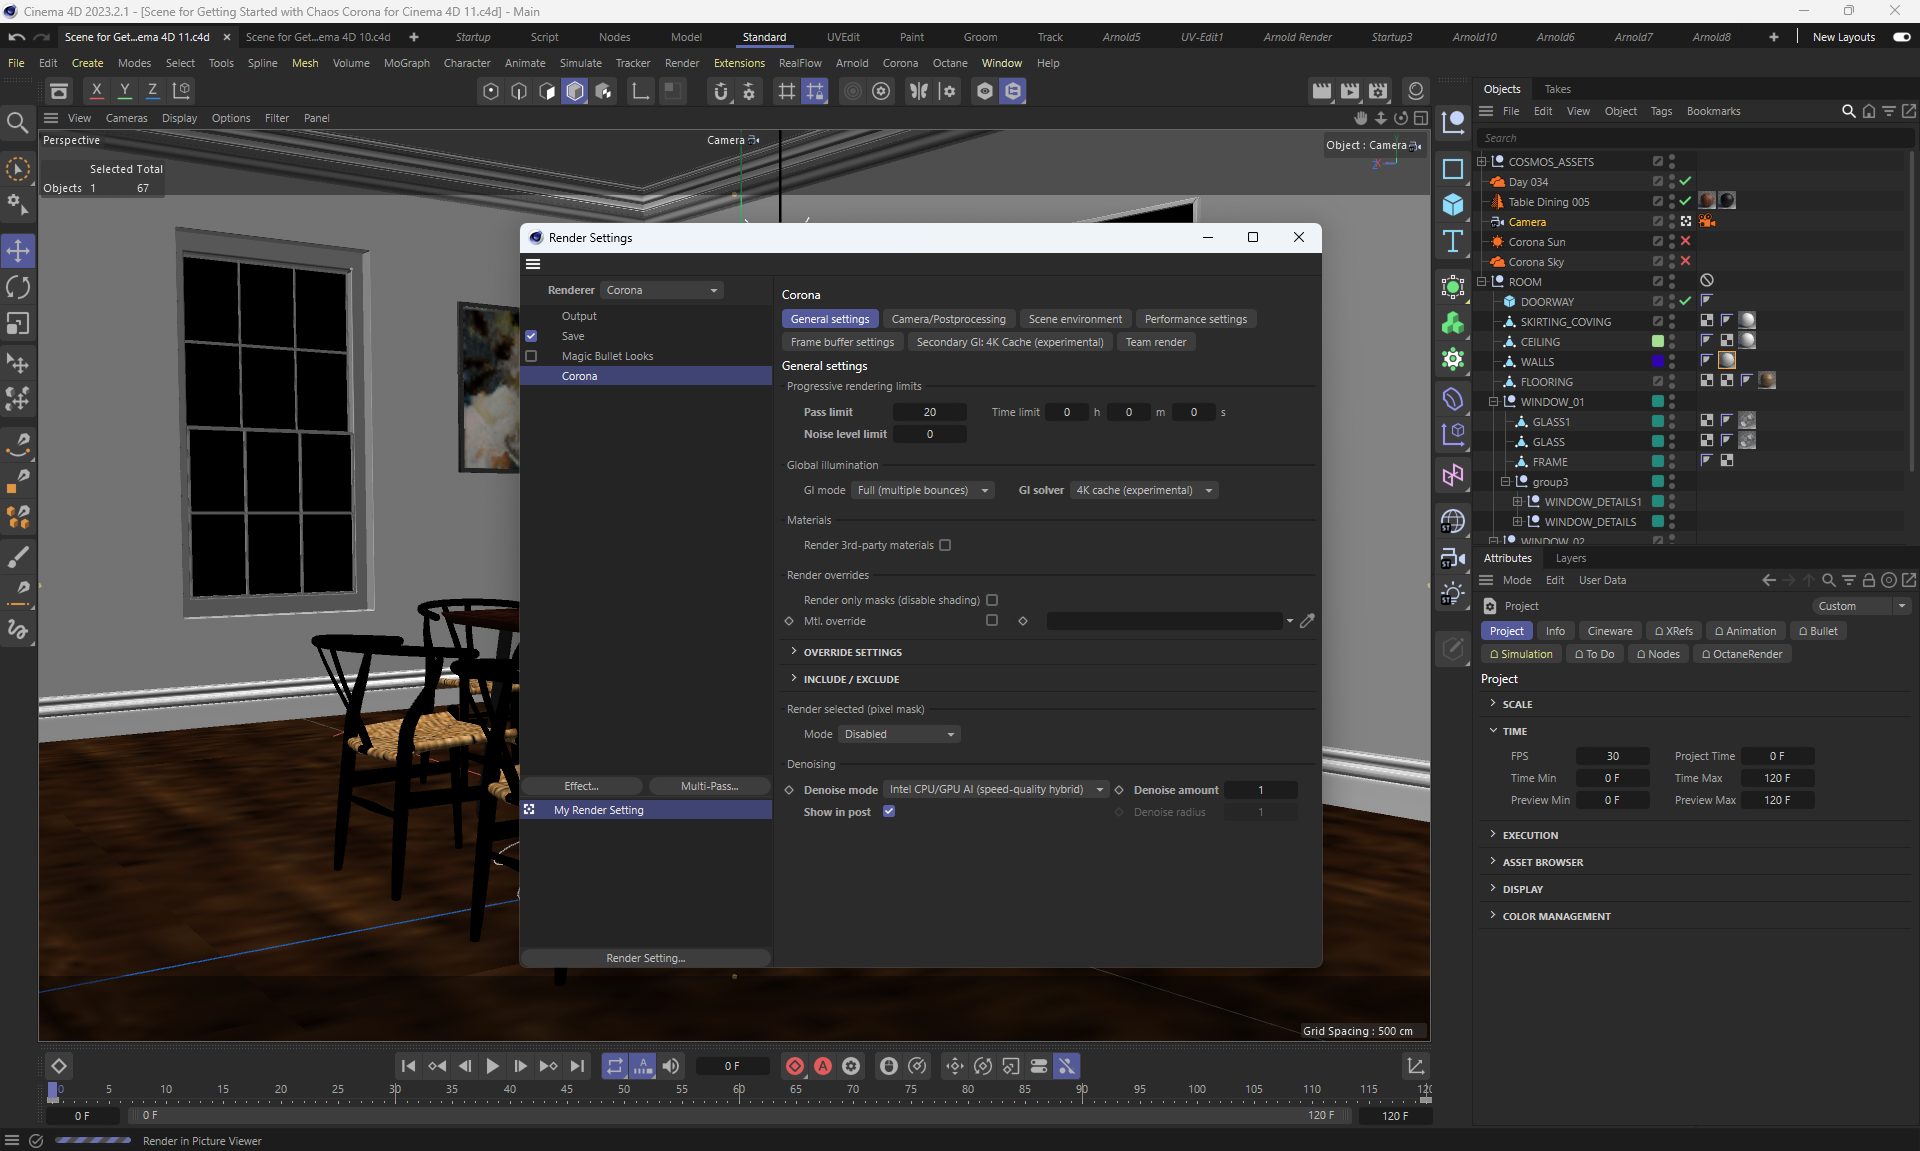 Cinema 4D 2023.2.1 - [Scene for Getting Started with Chaos Corona for Cinema 4D 11.c4d] - Main
Scene for Get...ema 4D 11.c4d Scene for Get...ema 4D 10.c4d Startup Script Nodes Model Standard UVEdit Paint Groom Track Arnold5 UV-Edit1 Arnold Render Startup3 Arnold10 Arnold6 Arnold7 Arnold8 New Layouts
File Edit Create Modes Select Tools Spline Mesh Volume MoGraph Character Animate Simulate Tracker Render Extensions RealFlow Arnold Corona Octane Window Help
X Y Z
View Cameras Display Options Filter Panel
Perspective
Camera
Object : Camera
Selected Total
Objects 1 67
Render Settings
Renderer Corona
Output
Save
Magic Bullet Looks
Corona
Effect...
Multi-Pass...
My Render Setting
Render Setting...
Corona
General settings Camera/Postprocessing Scene environment Performance settings
Frame buffer settings Secondary GI: 4K Cache (experimental) Team render
General settings
Progressive rendering limits
Pass limit 20 Time limit 0 h 0 m 0 s
Noise level limit 0
Global illumination
GI mode Full (multiple bounces) GI solver 4K cache (experimental)
Materials
Render 3rd-party materials
Render overrides
Render only masks (disable shading)
Mtl. override
OVERRIDE SETTINGS
INCLUDE / EXCLUDE
Render selected (pixel mask)
Mode Disabled
Denoising
Denoise mode Intel CPU/GPU AI (speed-quality hybrid) Denoise amount 1
Show in post Denoise radius 1
Grid Spacing : 500 cm
Objects Takes
File Edit View Object Tags Bookmarks
Search
COSMOS_ASSETS
Day 034
Table Dining 005
Camera
Corona Sun
Corona Sky
ROOM
DOORWAY
SKIRTING_COVING
CEILING
WALLS
FLOORING
WINDOW_01
GLASS1
GLASS
FRAME
group3
WINDOW_DETAILS1
WINDOW_DETAILS
WINDOW_02
Attributes Layers
Mode Edit User Data
Project Custom
Project Info Cineware XRefs Animation Bullet
Simulation To Do Nodes OctaneRender
Project
SCALE
TIME
FPS 30 Project Time 0 F
Time Min 0 F Time Max 120 F
Preview Min 0 F Preview Max 120 F
EXECUTION
ASSET BROWSER
DISPLAY
COLOR MANAGEMENT
0 F
0 5 10 15 20 25 30 35 40 45 50 55 60 65 70 75 80 85 90 95 100 105 110 115 120
0 F 0 F 120 F 120 F
Render in Picture Viewer